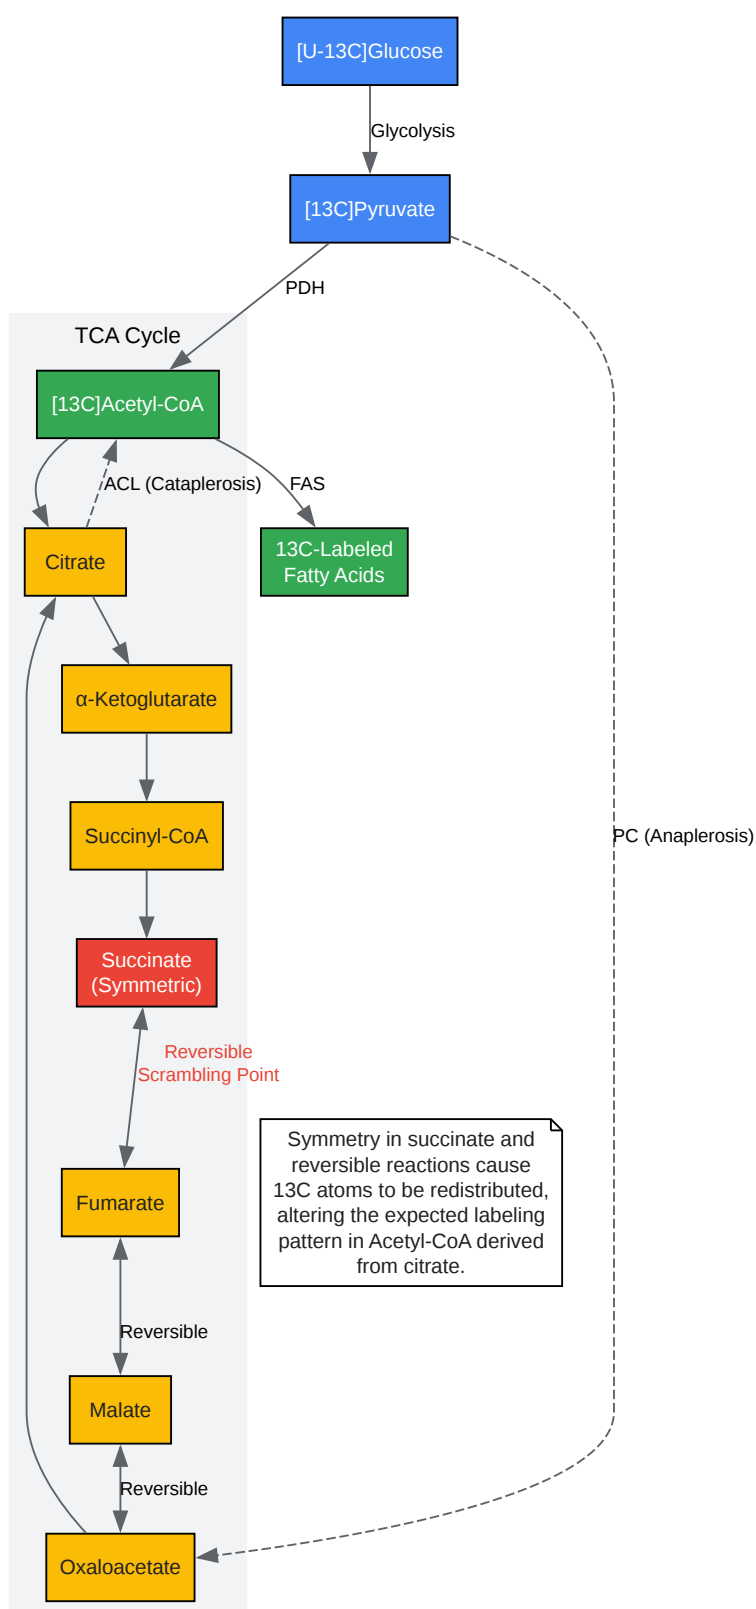 [U-13C]Glucose
Glycolysis
[13C]Pyruvate
PDH
TCA Cycle
[13C]Acetyl-CoA
ACL (Cataplerosis)
FAS
Citrate
13C-Labeled
Fatty Acids
α-Ketoglutarate
Succinyl-CoA
PC (Anaplerosis)
Succinate
(Symmetric)
Reversible
Scrambling Point
Symmetry in succinate and
reversible reactions cause
13C atoms to be redistributed,
altering the expected labeling
pattern in Acetyl-CoA derived
from citrate.
Fumarate
Reversible
Malate
Reversible
Oxaloacetate